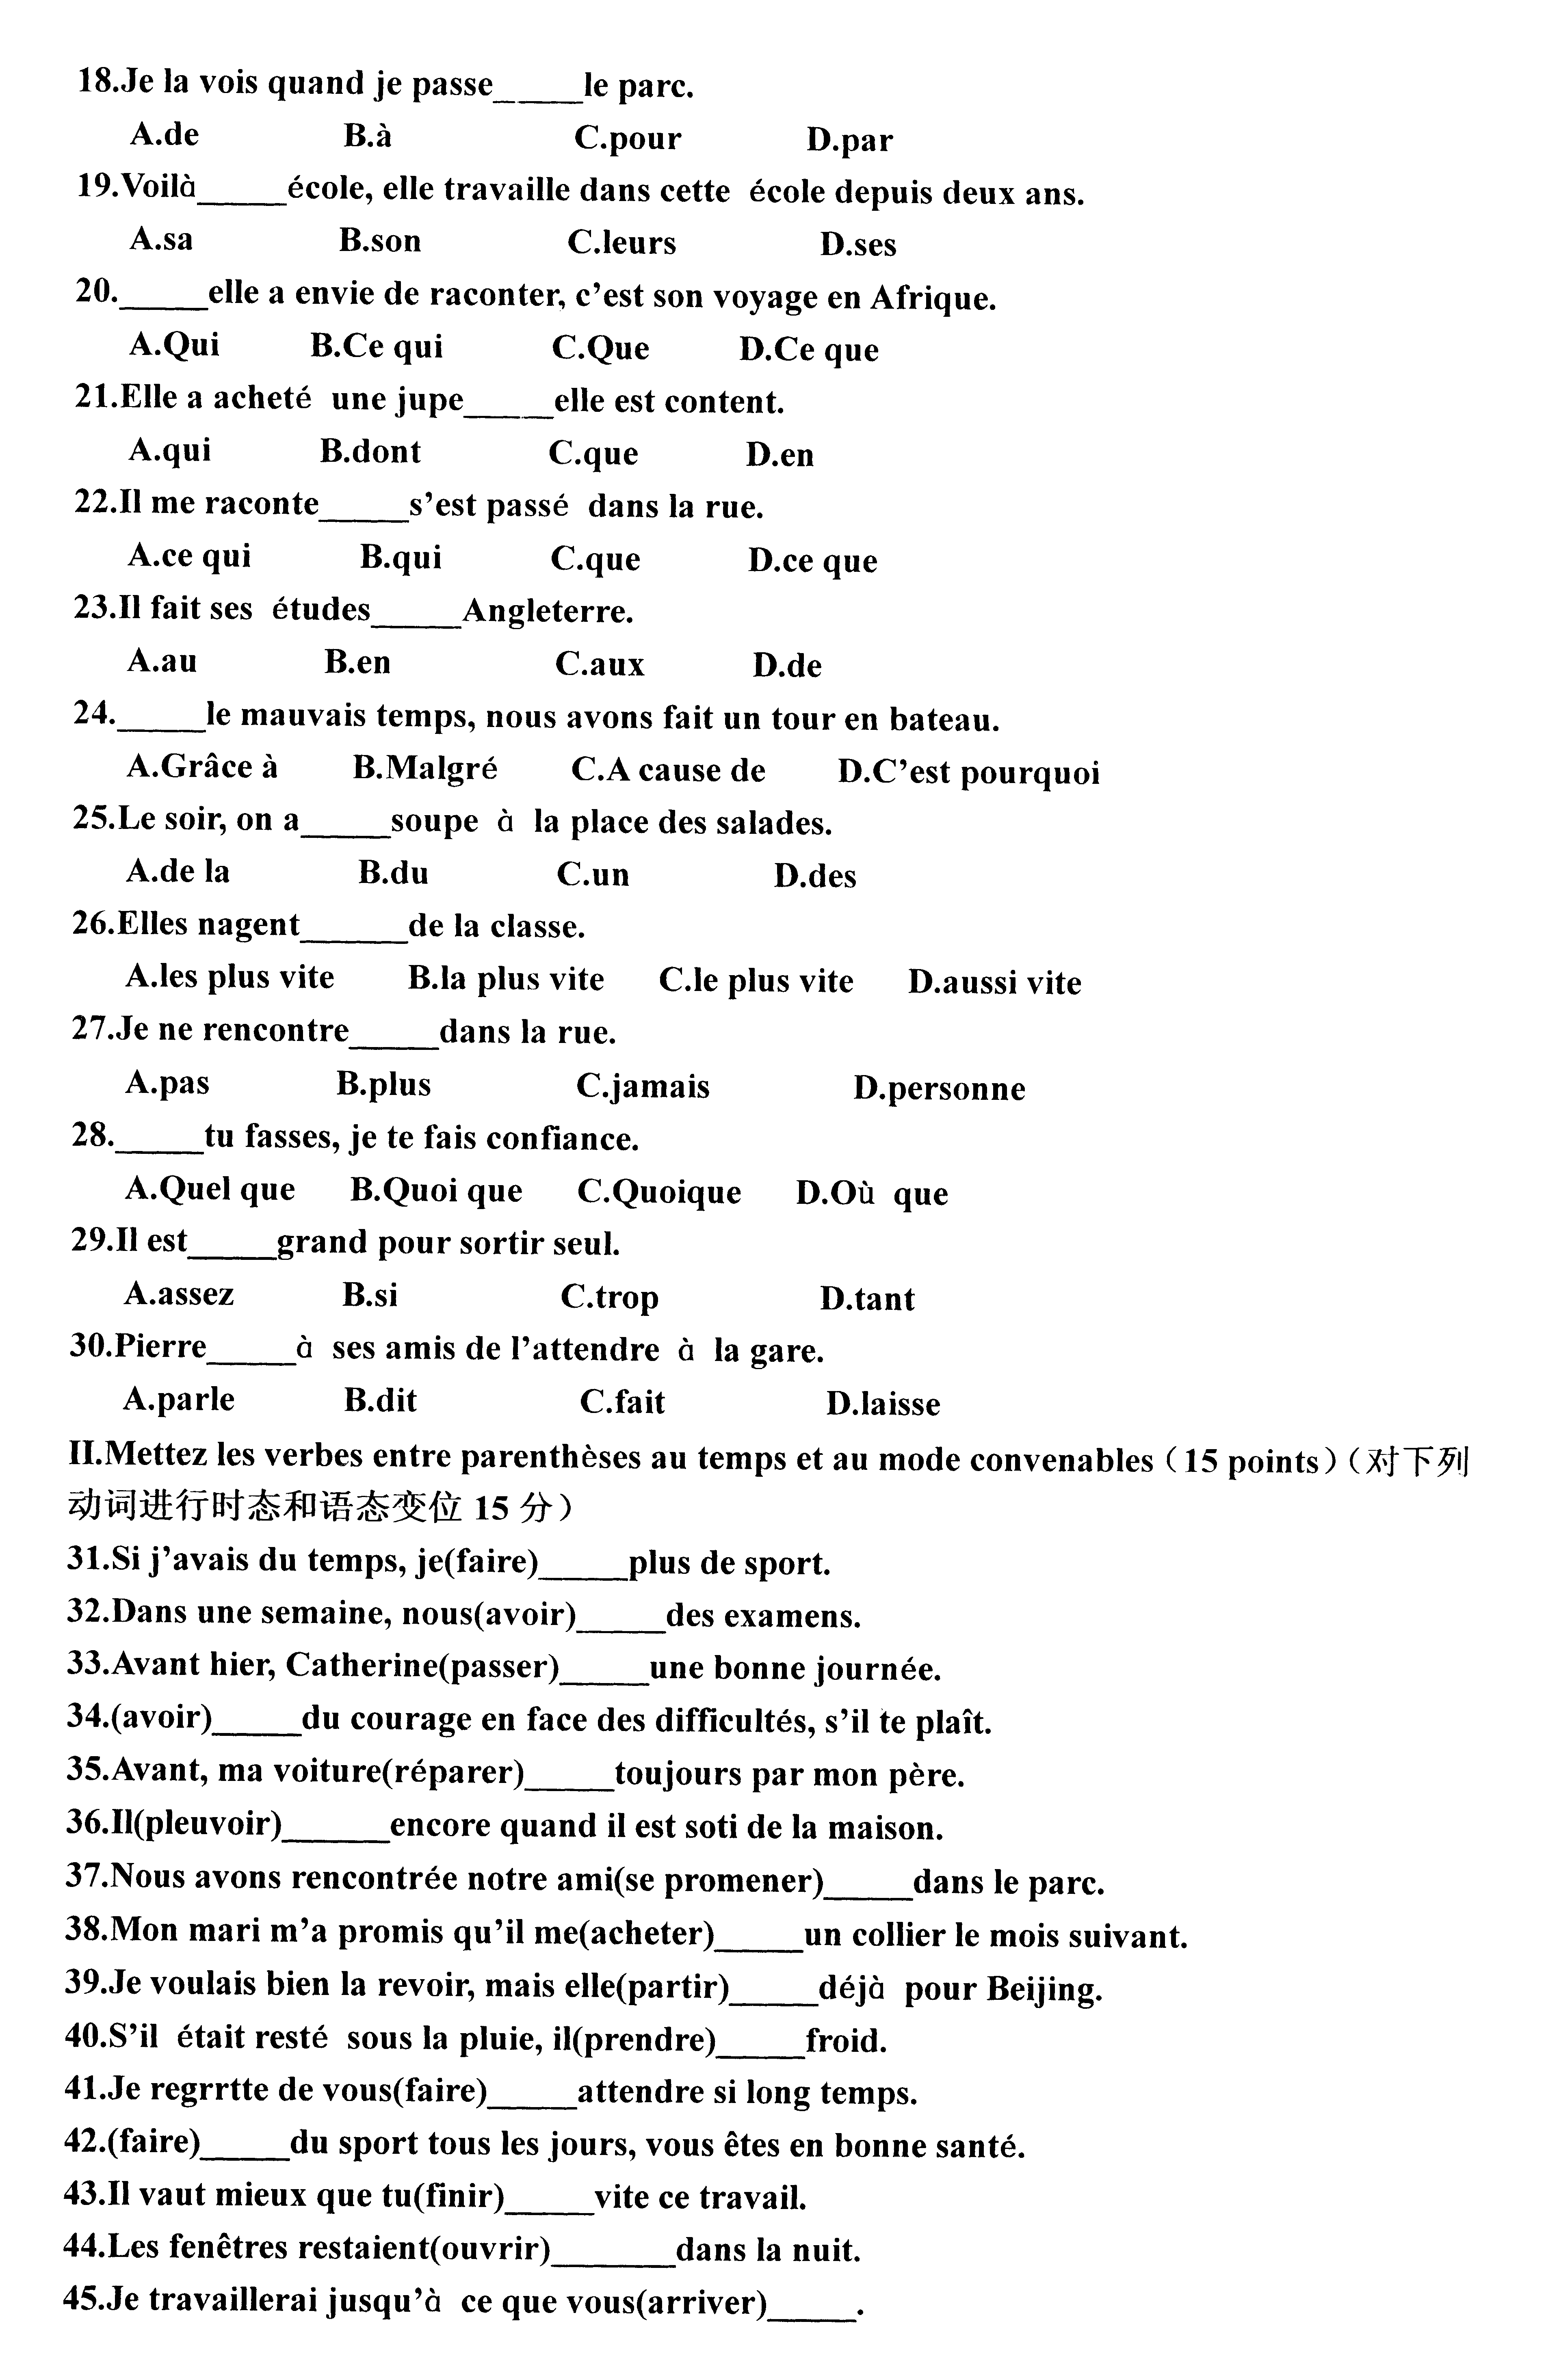 18.Je la vois quand je passe_____le parc.
A.de B.à C.pour D.par
19.Voilà_____école, elle travaille dans cette école depuis deux ans.
A.sa B.son C.leurs D.ses
20._____elle a envie de raconter, c'est son voyage en Afrique.
A.Qui B.Ce qui C.Que D.Ce que
21.Elle a acheté une jupe_____elle est content.
A.qui B.dont C.que D.en
22.Il me raconte_____s'est passé dans la rue.
A.ce qui B.qui C.que D.ce que
23.Il fait ses études_____Angleterre.
A.au B.en C.aux D.de
24._____le mauvais temps, nous avons fait un tour en bateau.
A.Grâce à B.Malgré C.A cause de D.C'est pourquoi
25.Le soir, on a_____soupe à la place des salades.
A.de la B.du C.un D.des
26.Elles nagent______de la classe.
A.les plus vite B.la plus vite C.le plus vite D.aussi vite
27.Je ne rencontre_____dans la rue.
A.pas B.plus C.jamais D.personne
28._____tu fasses, je te fais confiance.
A.Quel que B.Quoi que C.Quoique D.Où que
29.Il est_____grand pour sortir seul.
A.assez B.si C.trop D.tant
30.Pierre_____à ses amis de l'attendre à la gare.
A.parle B.dit C.fait D.laisse
II.Mettez les verbes entre parenthèses au temps et au mode convenables（15 points）（对下列
动词进行时态和语态变位 15 分）
31.Si j'avais du temps, je(faire)_____plus de sport.
32.Dans une semaine, nous(avoir)_____des examens.
33.Avant hier, Catherine(passer)_____une bonne journée.
34.(avoir)_____du courage en face des difficultés, s'il te plaît.
35.Avant, ma voiture(réparer)_____toujours par mon père.
36.Il(pleuvoir)______encore quand il est soti de la maison.
37.Nous avons rencontrée notre ami(se promener)_____dans le parc.
38.Mon mari m'a promis qu'il me(acheter)_____un collier le mois suivant.
39.Je voulais bien la revoir, mais elle(partir)_____déjà pour Beijing.
40.S'il était resté sous la pluie, il(prendre)_____froid.
41.Je regrrtte de vous(faire)_____attendre si long temps.
42.(faire)_____du sport tous les jours, vous êtes en bonne santé.
43.Il vaut mieux que tu(finir)_____vite ce travail.
44.Les fenêtres restaient(ouvrir)_______dans la nuit.
45.Je travaillerai jusqu'à ce que vous(arriver)_____.